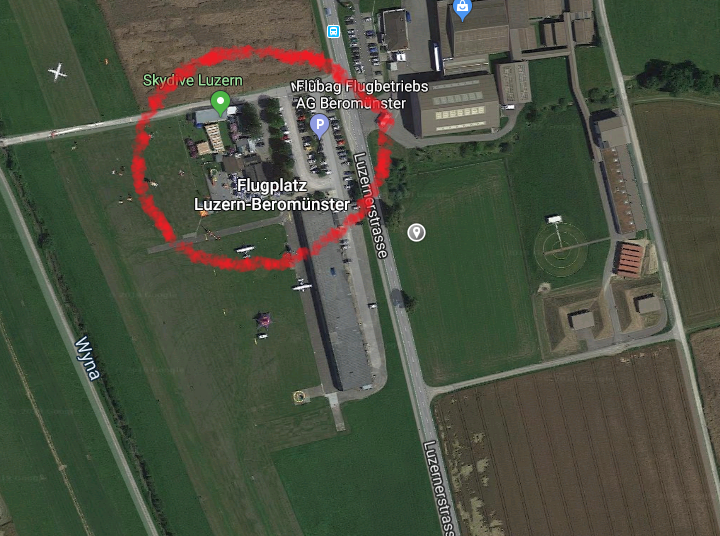 Skydive Luzern
Flubag Flugbetriebs
AG Beromünster
P
Flugplatz
Luzern-Beromünster
Luzernerstrasse
Wyna
Luzernerstrass